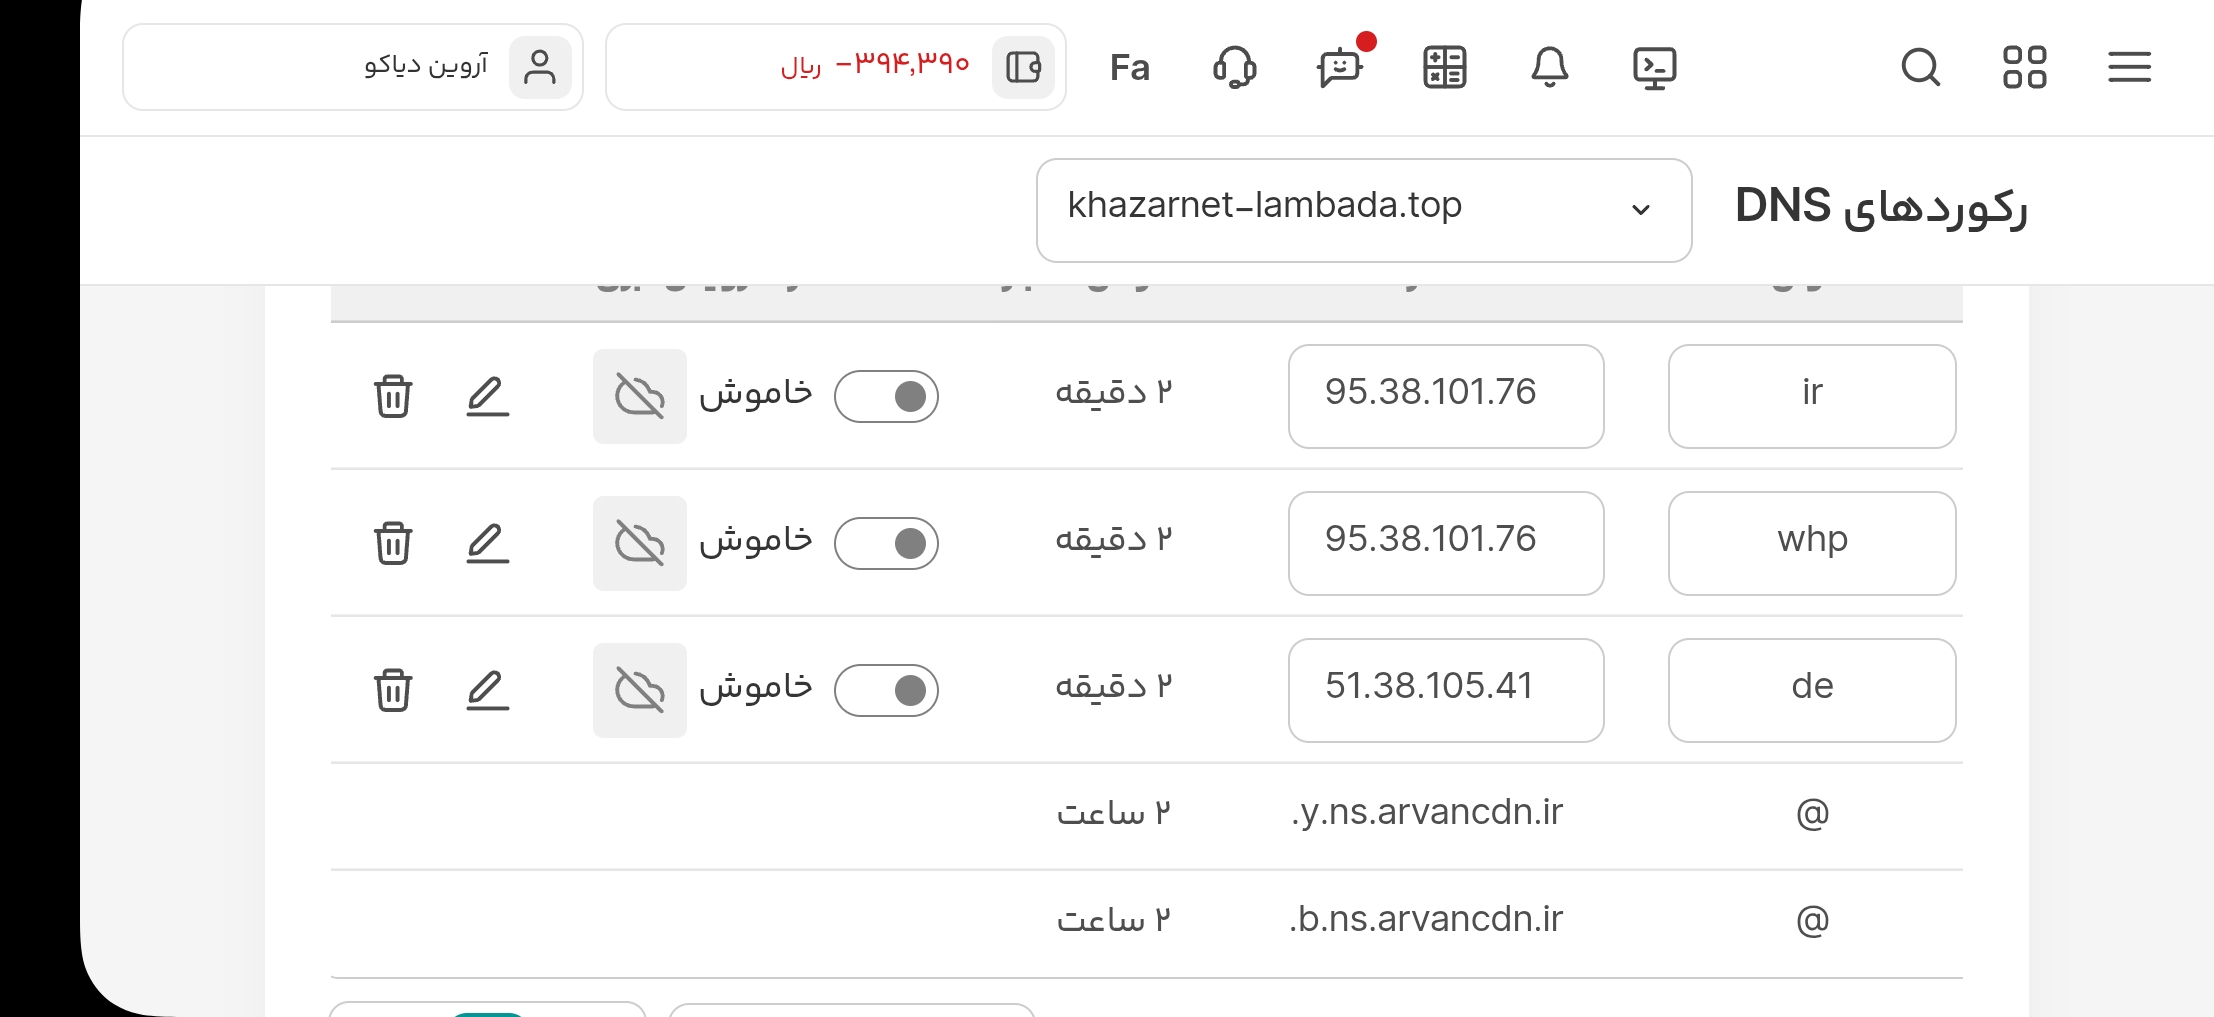 Fa
-۳۹۴,۳۹۰ ریال
آروین دیاکو
رکوردهای DNS
khazarnet-lambada.top
ir 95.38.101.76 ۲ دقیقه خاموش
whp 95.38.101.76 ۲ دقیقه خاموش
de 51.38.105.41 ۲ دقیقه خاموش
@ y.ns.arvancdn.ir. ۲ ساعت
@ b.ns.arvancdn.ir. ۲ ساعت